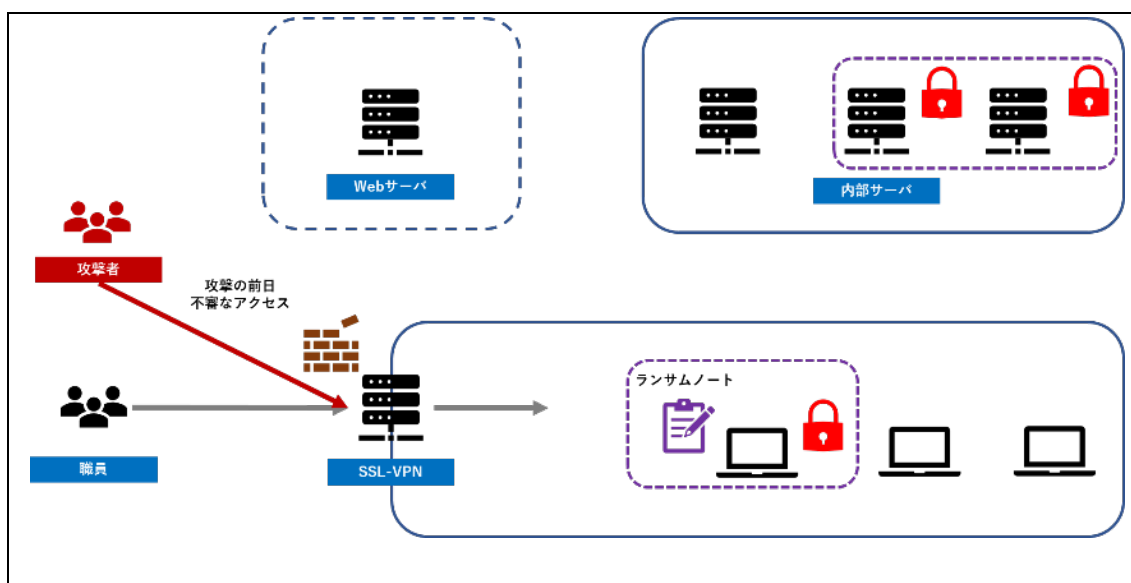 Webサーバ
内部サーバ
攻撃者
攻撃の前日
不審なアクセス
ランサムノート
職員
SSL-VPN